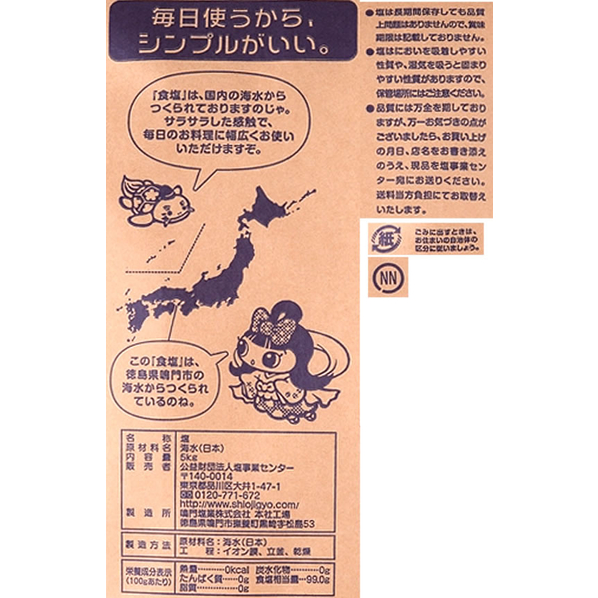 毎日使うから、
シンプルがいい。
『食塩』は、国内の海水から
つくられておりますのじゃ。
サラサラした感触で、
毎日のお料理に幅広くお使い
いただけますぞ。
この『食塩』は、
徳島県鳴門市の
海水からつくられ
ているのね。
名称 塩
原材料名 海水(日本)
内容量 5kg
販売者 公益財団法人塩事業センター
〒140-0014
東京都品川区大井1-47-1
0120-771-672
http://www.shiojigyo.com/
製造所 鳴門塩業株式会社 本社工場
徳島県鳴門市撫養町黒崎字松島53
製造方法 原材料名:海水(日本)
工程:イオン膜、立釜、乾燥
栄養成分表示
(100gあたり)
熱量……0kcal 炭水化物……0g
たんぱく質……0g 食塩相当量…99.0g
脂質……0g
●塩は長期間保存しても品質
上問題はありませんので、賞味
期限は記載しておりません。
●塩はにおいを吸着しやすい
性質や、湿気を吸うと固まり
やすい性質がありますので、
保管場所にはご注意ください。
●品質には万全を期しており
ますが、万一お気づきの点が
ございましたら、お買い上げ
の月日、店名をお書き添え
のうえ、現品を塩事業セン
ター宛にお送りください。
送料当方負担にてお取替え
いたします。
紙
ごみに出すときは、
お住まいの自治体の
区分に従いましょう。
NN